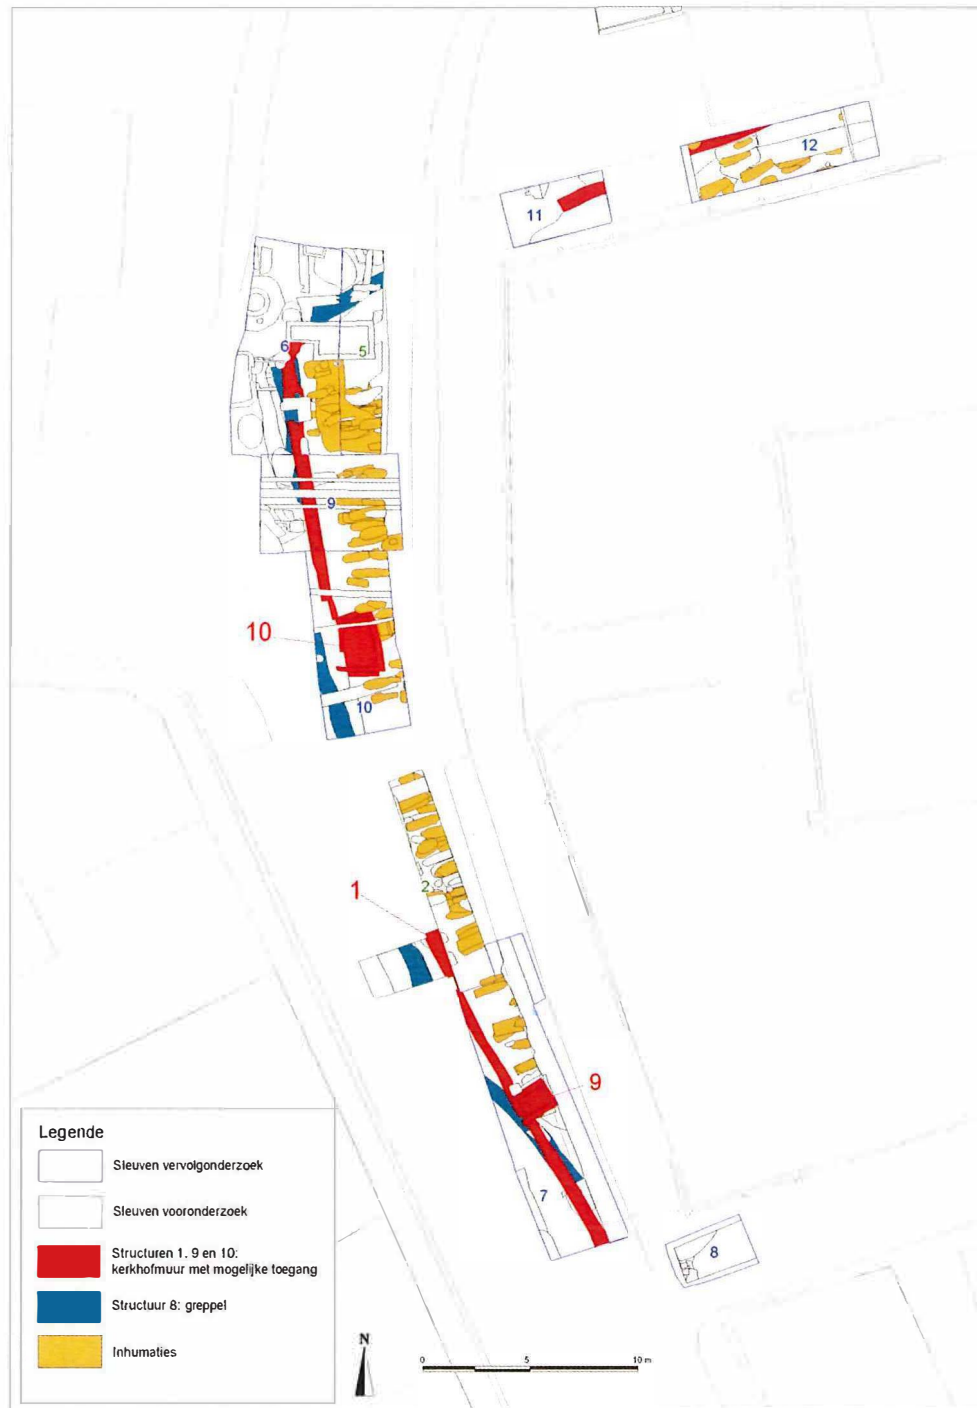 12
11
6
5
9
10
10
2
1
9
7
8
Legende
Sleuven vervolgonderzoek
Sleuven vooronderzoek
Structuren 1, 9 en 10:
kerkhofmuur met mogelijke toegang
Structuur 8: greppel
Inhumaties
N
0 5 10 m